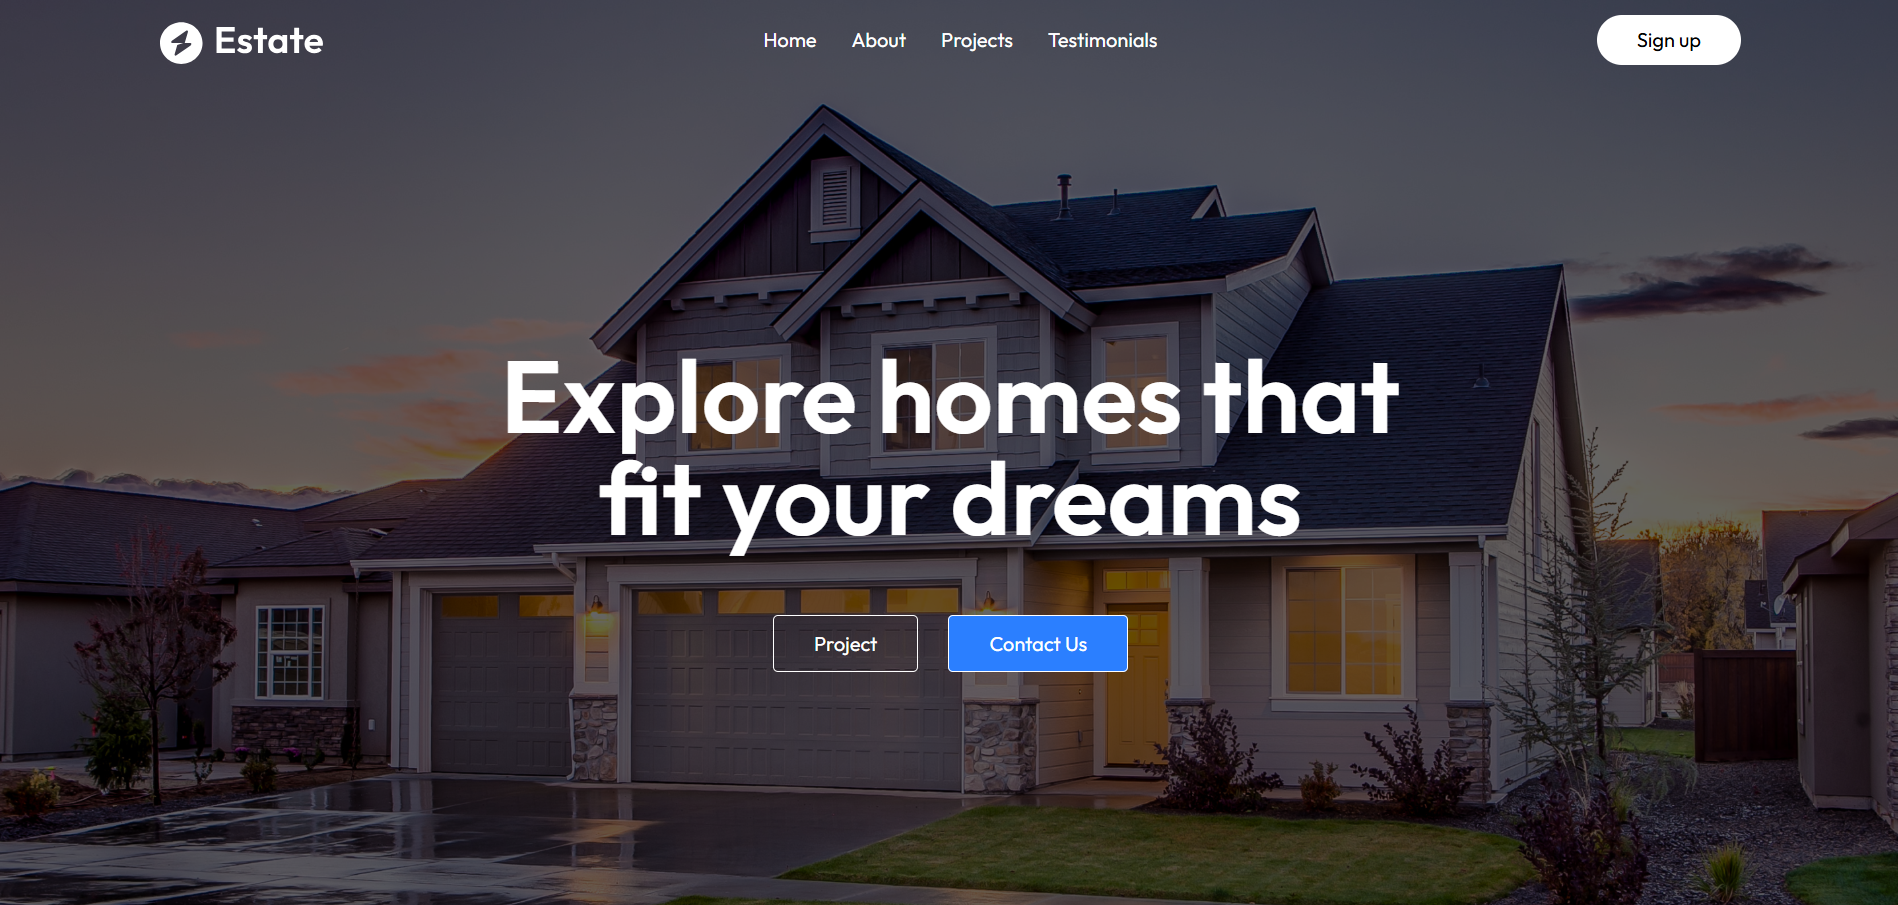 Estate
Home About Projects Testimonials
Sign up
Explore homes that
fit your dreams
Project
Contact Us